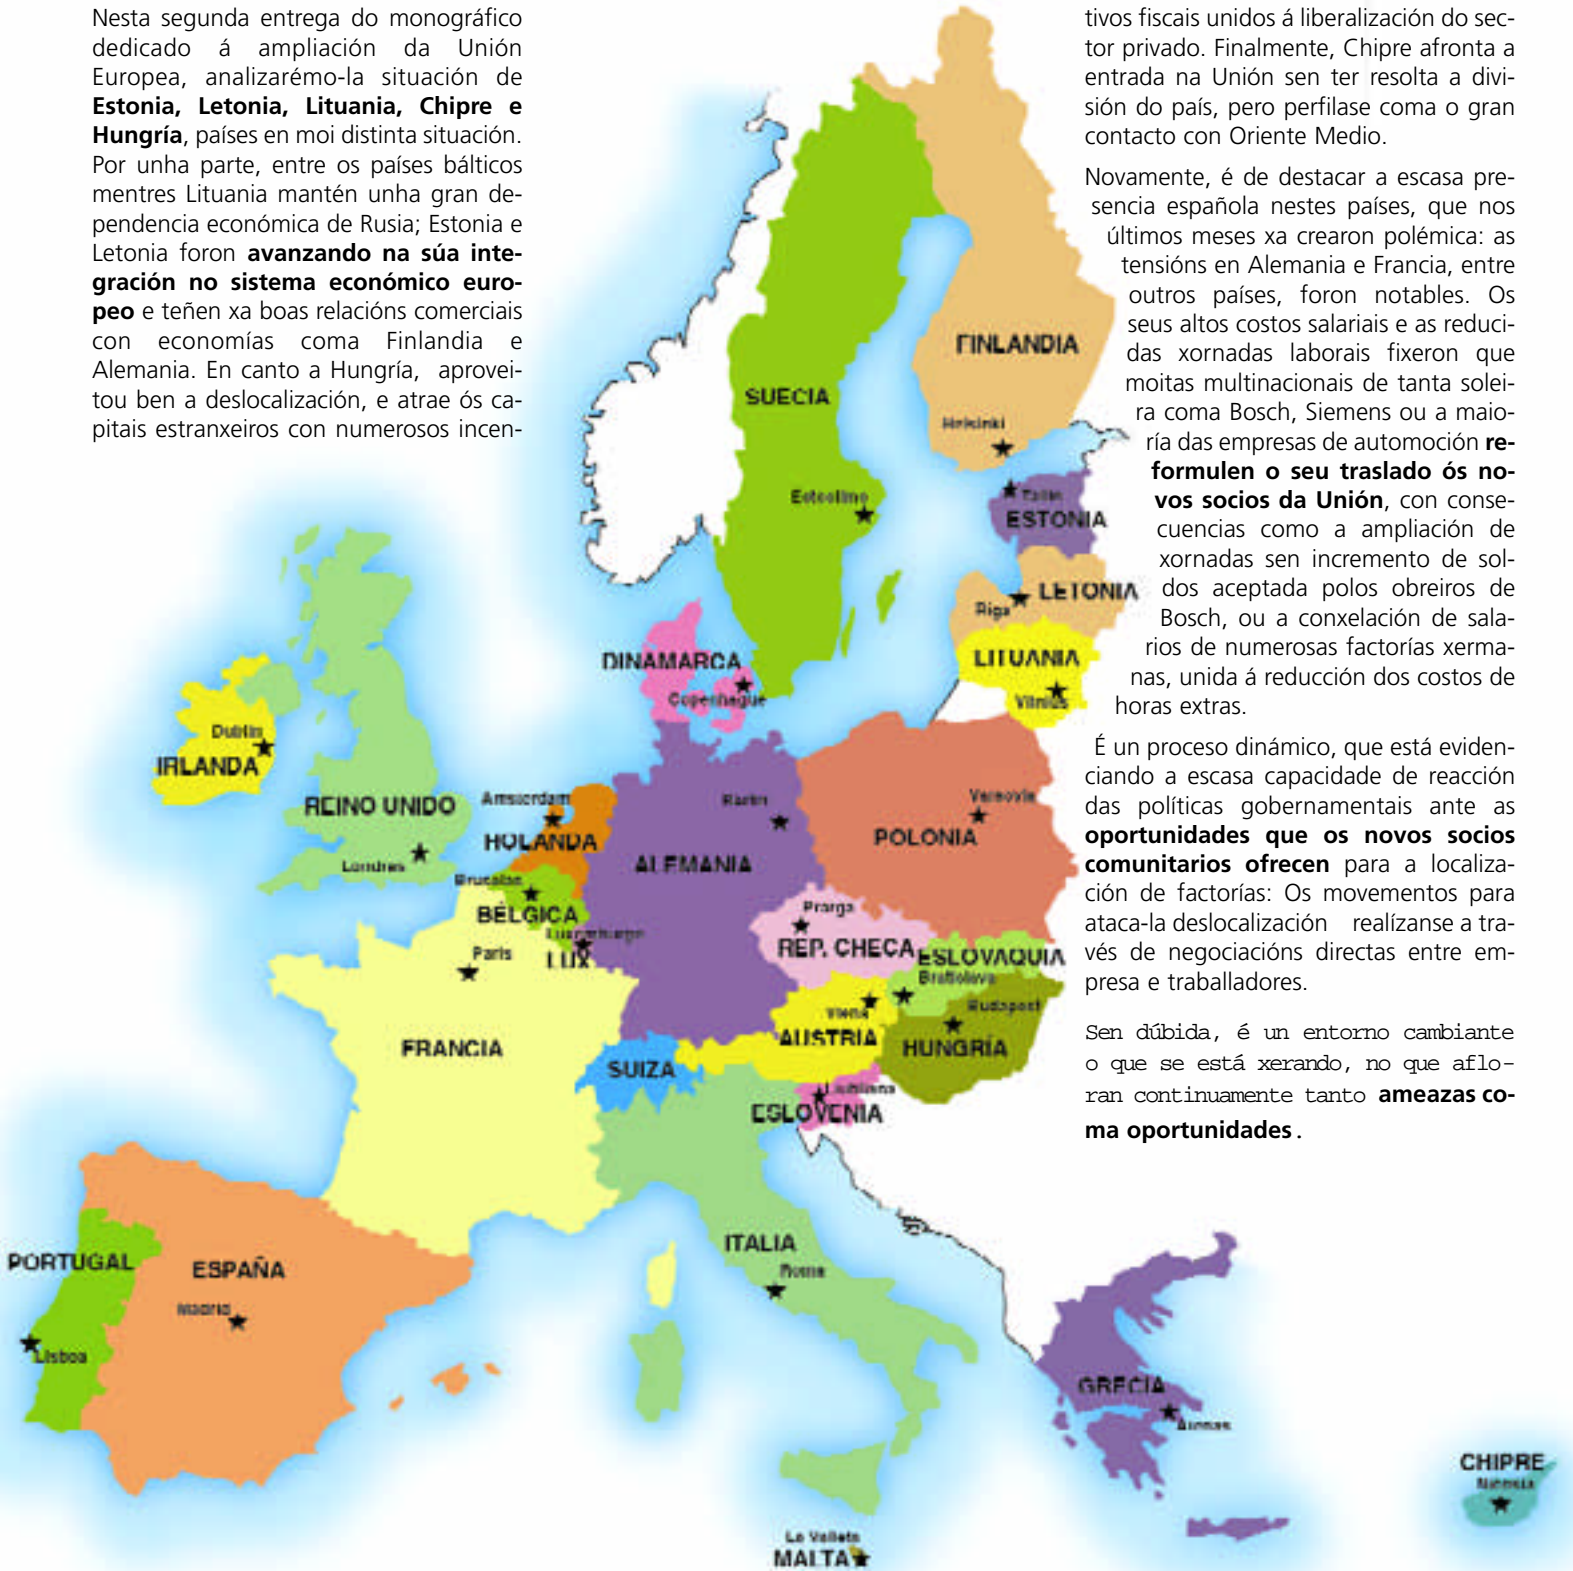 Nesta segunda entrega do monográfico
dedicado á ampliación da Unión
Europea, analizarémo-la situación de
Estonia, Letonia, Lituania, Chipre e
Hungría, países en moi distinta situación.
Por unha parte, entre os países bálticos
mentres Lituania mantén unha gran de-
pendencia económica de Rusia; Estonia e
Letonia foron avanzando na súa inte-
gración no sistema económico euro-
peo e teñen xa boas relacións comerciais
con economías coma Finlandia e
Alemania. En canto a Hungría, aprovei-
tou ben a deslocalización, e atrae ós ca-
pitais estranxeiros con numerosos incen-
tivos fiscais unidos á liberalización do sec-
tor privado. Finalmente, Chipre afronta a
entrada na Unión sen ter resolta a divi-
sión do país, pero perfilase coma o gran
contacto con Oriente Medio.
Novamente, é de destacar a escasa pre-
sencia española nestes países, que nos
últimos meses xa crearon polémica: as
tensións en Alemania e Francia, entre
outros países, foron notables. Os
seus altos costos salariais e as reduci-
das xornadas laborais fixeron que
moitas multinacionais de tanta solei-
ra coma Bosch, Siemens ou a maio-
ría das empresas de automoción re-
formulen o seu traslado ós no-
vos socios da Unión, con conse-
cuencias como a ampliación de
xornadas sen incremento de sol-
dos aceptada polos obreiros de
Bosch, ou a conxelación de sala-
rios de numerosas factorías xerma-
nas, unida á reducción dos costos de
horas extras.
É un proceso dinámico, que está eviden-
ciando a escasa capacidade de reacción
das políticas gobernamentais ante as
oportunidades que os novos socios
comunitarios ofrecen para a localiza-
ción de factorías: Os movementos para
ataca-la deslocalización realízanse a tra-
vés de negociacións directas entre em-
presa e traballadores.
Sen dúbida, é un entorno cambiante
o que se está xerando, no que aflo-
ran continuamente tanto ameazas co-
ma oportunidades.
FINLANDIA
Helsinki
SUECIA
Estocolmo
Tallin
ESTONIA
LETONIA
Riga
LITUANIA
Vilnius
DINAMARCA
Copenhague
Dublin
IRLANDA
REINO UNIDO
Londres
Amsterdam
HOLANDA
Bruselas
BÉLGICA
Luxemburgo
LUX
Berlin
ALEMANIA
Varsovia
POLONIA
Praga
REP. CHECA
ESLOVAQUIA
Bratislava
Viena
AUSTRIA
Budapest
HUNGRÍA
Paris
FRANCIA
SUIZA
Liubliana
ESLOVENIA
ITALIA
Roma
PORTUGAL
Lisboa
ESPAÑA
Madrid
GRECIA
Atenas
CHIPRE
Nicosia
La Valleta
MALTA